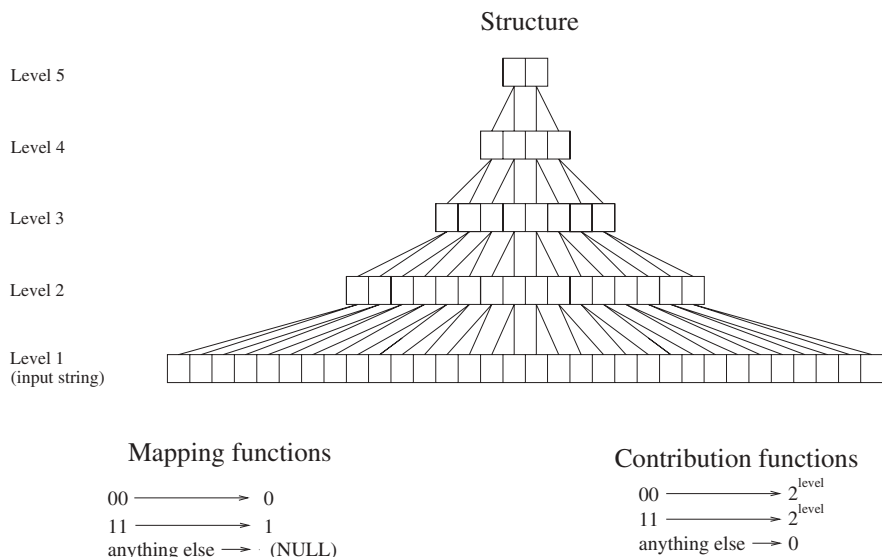 Structure
Level 5
Level 4
Level 3
Level 2
Level 1
(input string)
Mapping functions
00 0
11 1
anything else (NULL)
Contribution functions
00 2^level
11 2^level
anything else 0